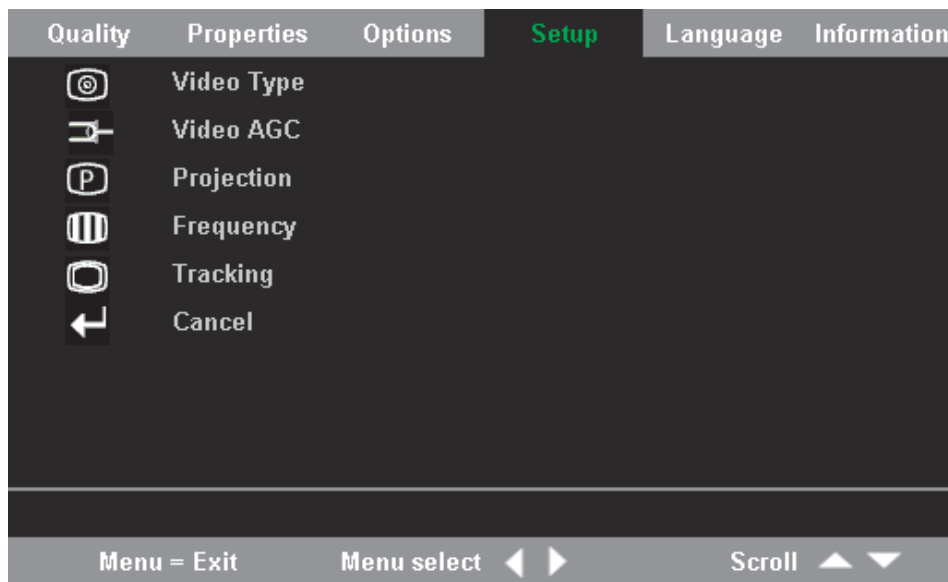 Quality Properties Options Setup Language Information
Video Type
Video AGC
P Projection
Frequency
Tracking
Cancel
Menu = Exit Menu select Scroll